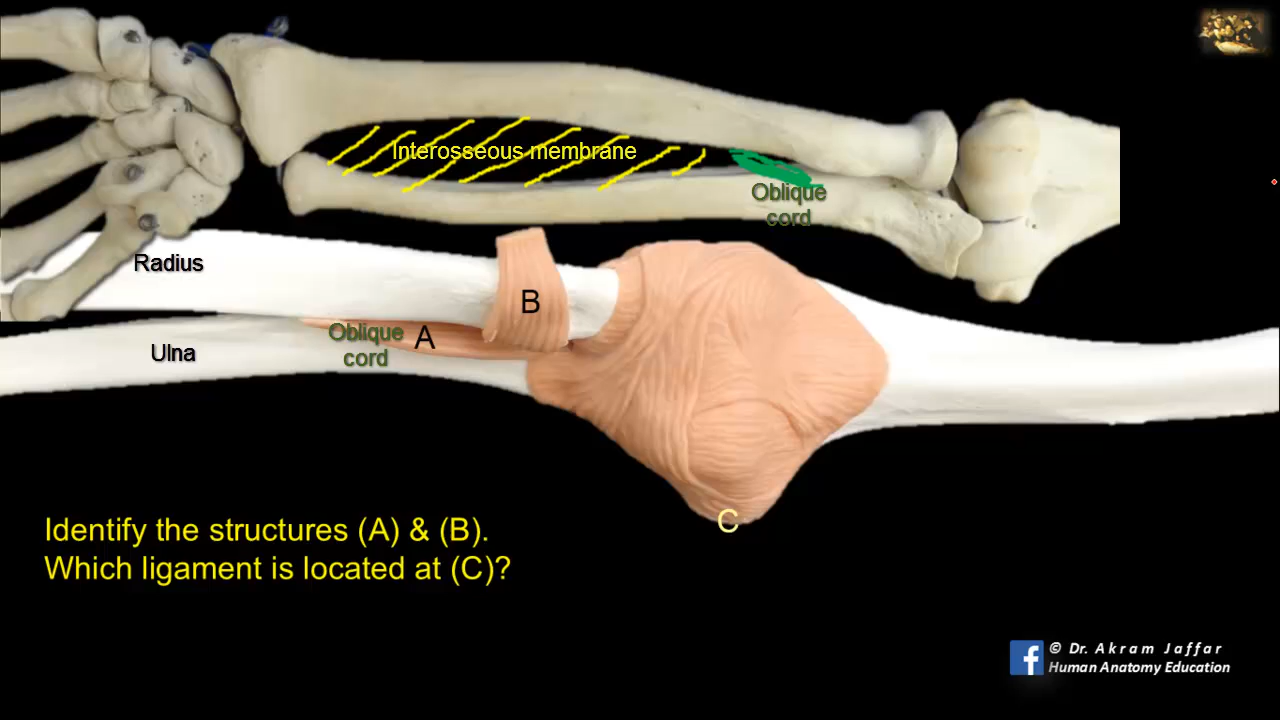 Interosseous membrane
Oblique
cord
Radius
B
Oblique
cord
A
Ulna
C
Identify the structures (A) & (B).
Which ligament is located at (C)?
f
© Dr. Akram Jaffar
Human Anatomy Education